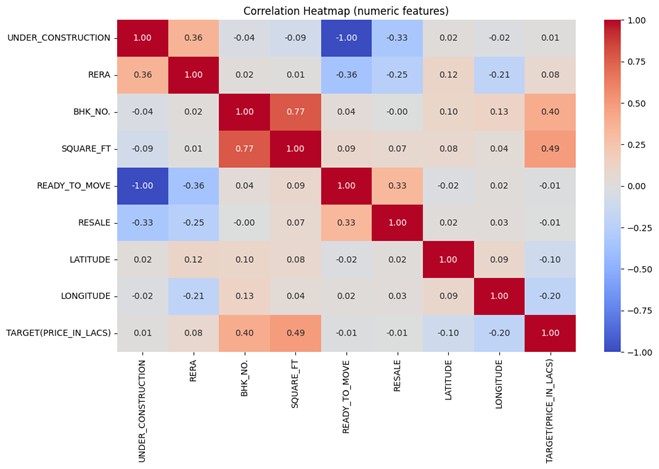 Correlation Heatmap (numeric features)
UNDER_CONSTRUCTION 1.00 0.36 -0.04 -0.09 -1.00 -0.33 0.02 -0.02 0.01
RERA 0.36 1.00 0.02 0.01 -0.36 -0.25 0.12 -0.21 0.08
BHK_NO. -0.04 0.02 1.00 0.77 0.04 -0.00 0.10 0.13 0.40
SQUARE_FT -0.09 0.01 0.77 1.00 0.09 0.07 0.08 0.04 0.49
READY_TO_MOVE -1.00 -0.36 0.04 0.09 1.00 0.33 -0.02 0.02 -0.01
RESALE -0.33 -0.25 -0.00 0.07 0.33 1.00 0.02 0.03 -0.01
LATITUDE 0.02 0.12 0.10 0.08 -0.02 0.02 1.00 0.09 -0.10
LONGITUDE -0.02 -0.21 0.13 0.04 0.02 0.03 0.09 1.00 -0.20
TARGET(PRICE_IN_LACS) 0.01 0.08 0.40 0.49 -0.01 -0.01 -0.10 -0.20 1.00
UNDER_CONSTRUCTION
RERA
BHK_NO.
SQUARE_FT
READY_TO_MOVE
RESALE
LATITUDE
LONGITUDE
TARGET(PRICE_IN_LACS)
1.00
0.75
0.50
0.25
0.00
−0.25
−0.50
−0.75
−1.00